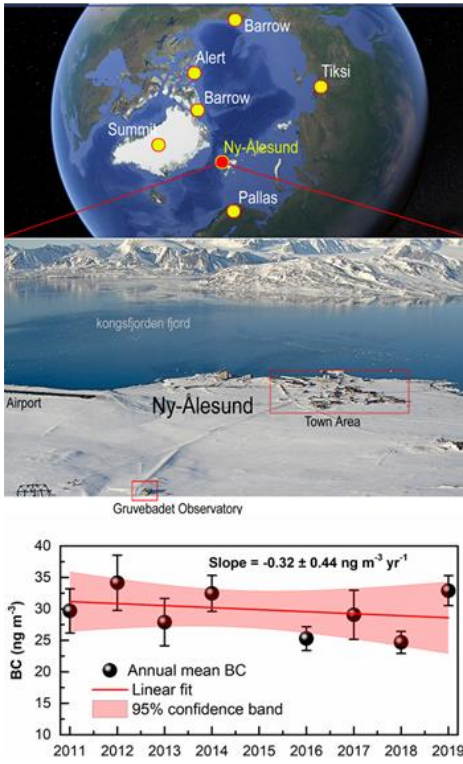 Barrow
Alert
Tiksi
Barrow
Summit
Ny-Ålesund
Pallas
kongsfjorden fjord
Airport
Ny-Ålesund
Town Area
Gruvebadet Observatory
Slope = -0.32 ± 0.44 ng m⁻³ yr⁻¹
BC (ng m⁻³)
40
35
30
25
20
15
10
Annual mean BC
Linear fit
95% confidence band
2011 2012 2013 2014 2015 2016 2017 2018 2019